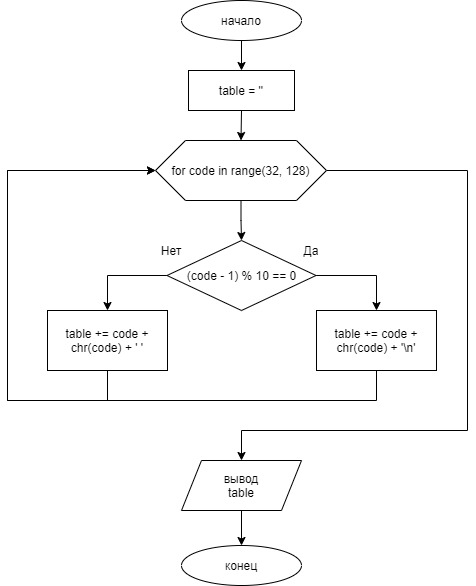 начало
table = ''
for code in range(32, 128)
Нет
Да
(code - 1) % 10 == 0
table += code +
chr(code) + ' '
table += code +
chr(code) + '\n'
вывод
table
конец